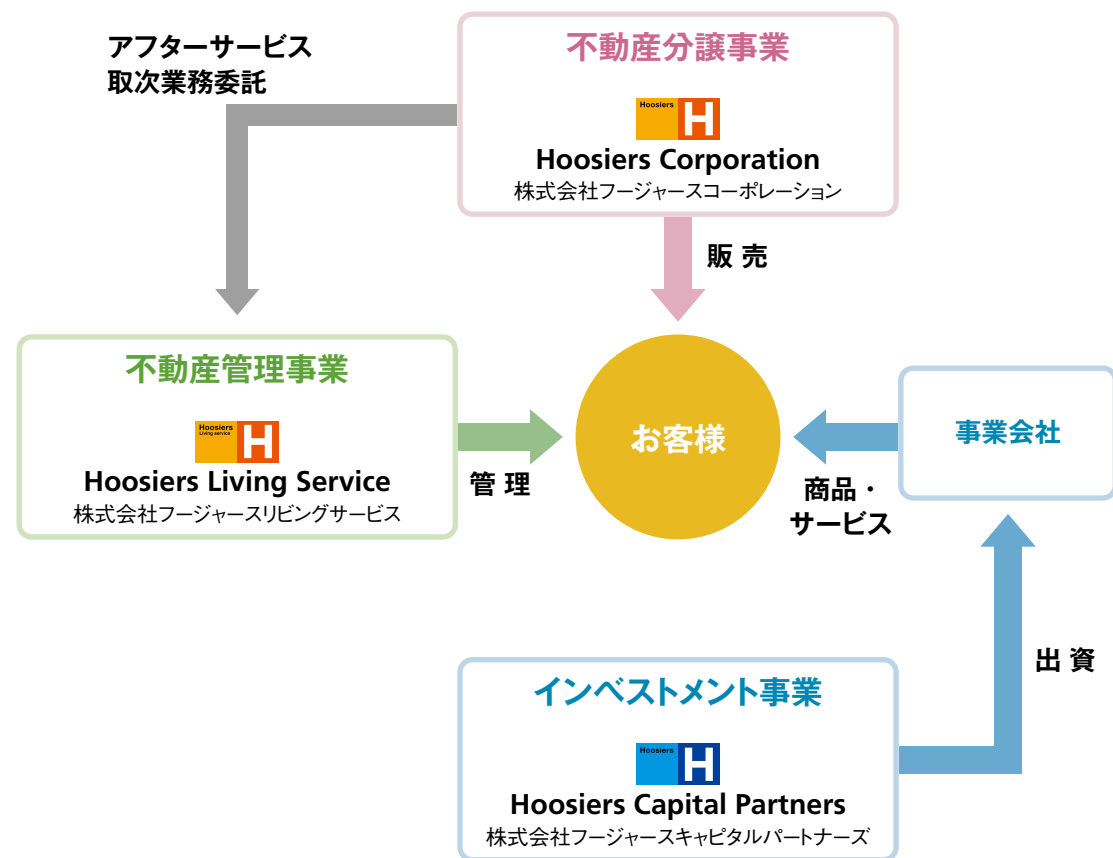 アフターサービス
取次業務委託
不動産分譲事業
Hoosiers
H
Hoosiers Corporation
株式会社フージャースコーポレーション
販 売
不動産管理事業
Hoosiers
Living service
H
Hoosiers Living Service
株式会社フージャースリビングサービス
管 理
お客様
事業会社
商品・
サービス
出 資
インベストメント事業
Hoosiers
H
Hoosiers Capital Partners
株式会社フージャースキャピタルパートナーズ